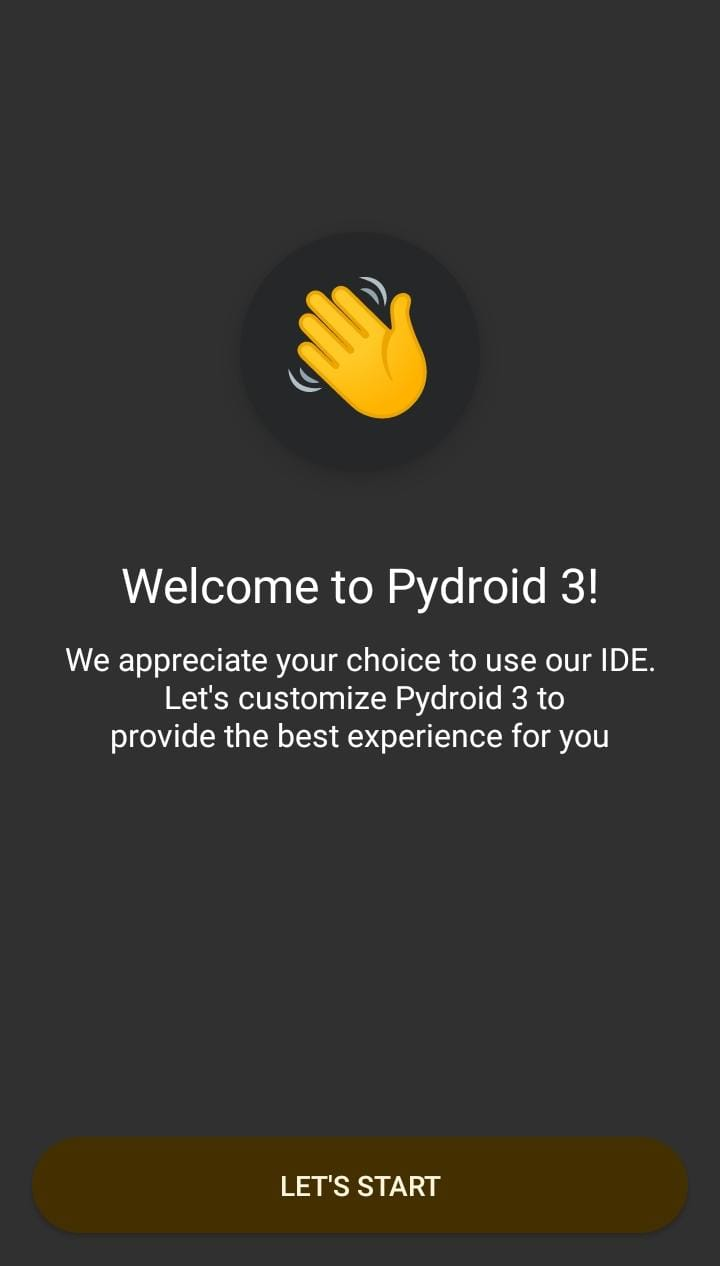 Welcome to Pydroid 3!
We appreciate your choice to use our IDE.
Let's customize Pydroid 3 to
provide the best experience for you
LET'S START